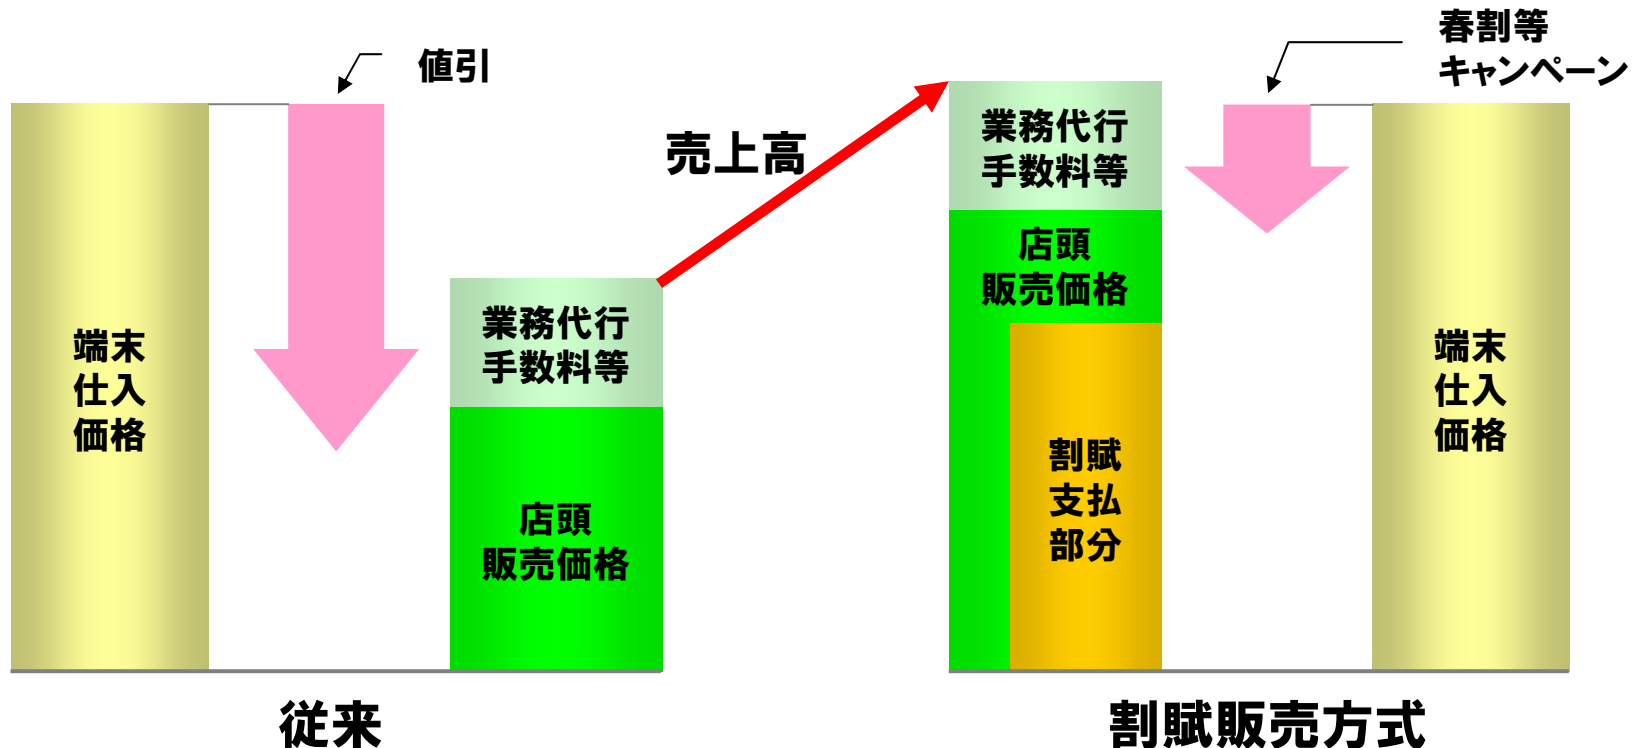 値引
端末
仕入
価格
業務代行
手数料等
店頭
販売価格
従来
売上高
業務代行
手数料等
店頭
販売価格
割賦
支払
部分
春割等
キャンペーン
端末
仕入
価格
割賦販売方式